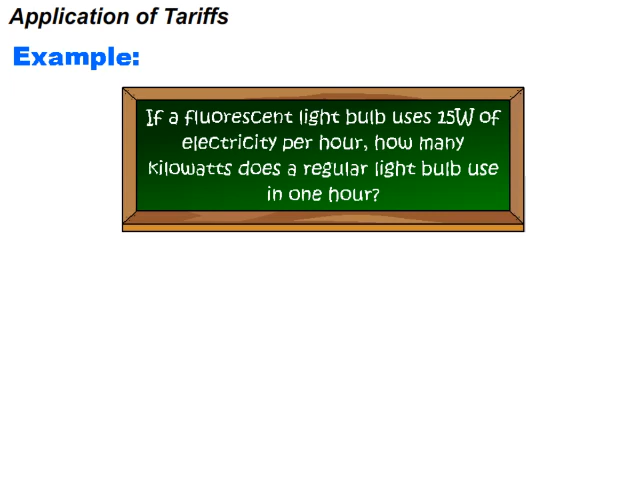 Application of Tariffs
Example:
If a fluorescent light bulb uses 15W of
electricity per hour, how many
kilowatts does a regular light bulb use
in one hour?